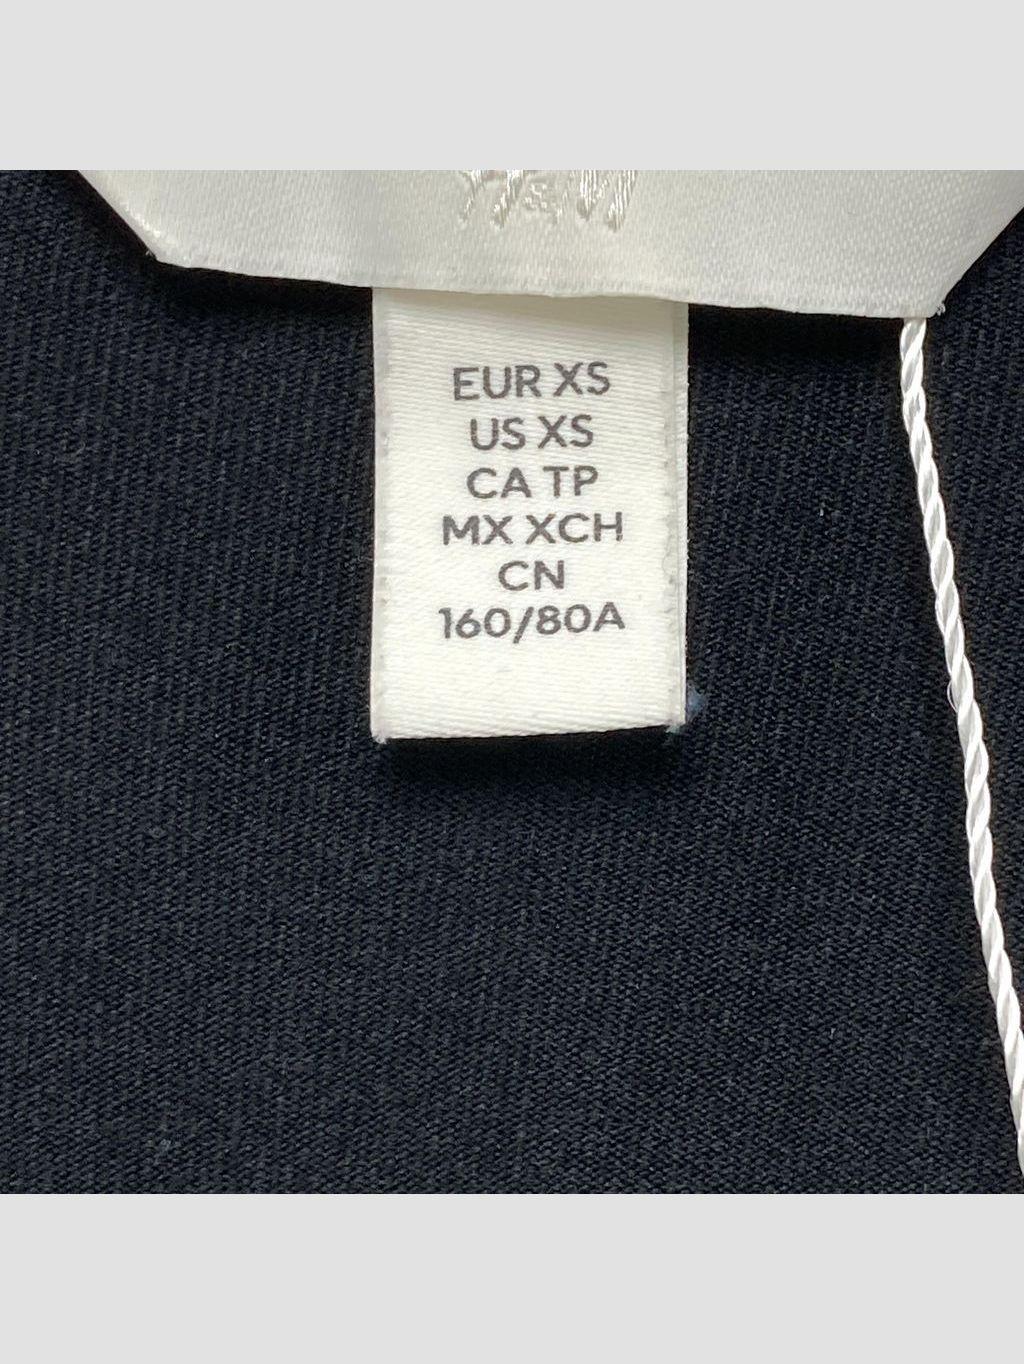 H&M
EUR XS
US XS
CA TP
MX XCH
CN
160/80A